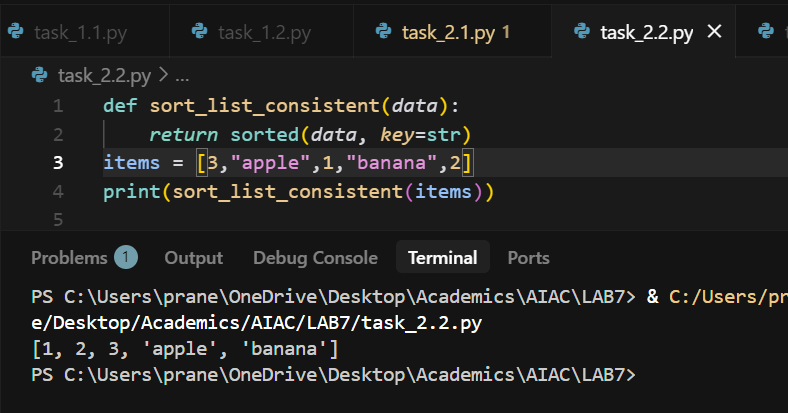 task_1.1.py task_1.2.py task_2.1.py 1 task_2.2.py
task_2.2.py > ...
1 def sort_list_consistent(data):
2 return sorted(data, key=str)
3 items = [3,"apple",1,"banana",2]
4 print(sort_list_consistent(items))
5
Problems 1 Output Debug Console Terminal Ports
PS C:\Users\prane\OneDrive\Desktop\Academics\AIAC\LAB7> & C:/Users/pr
e/Desktop/Academics/AIAC/LAB7/task_2.2.py
[1, 2, 3, 'apple', 'banana']
PS C:\Users\prane\OneDrive\Desktop\Academics\AIAC\LAB7>